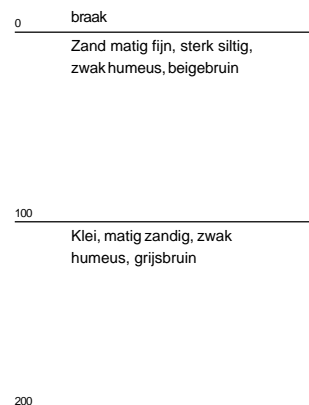 0 braak
Zand matig fijn, sterk siltig,
zwak humeus, beigebruin
100
Klei, matig zandig, zwak
humeus, grijsbruin
200